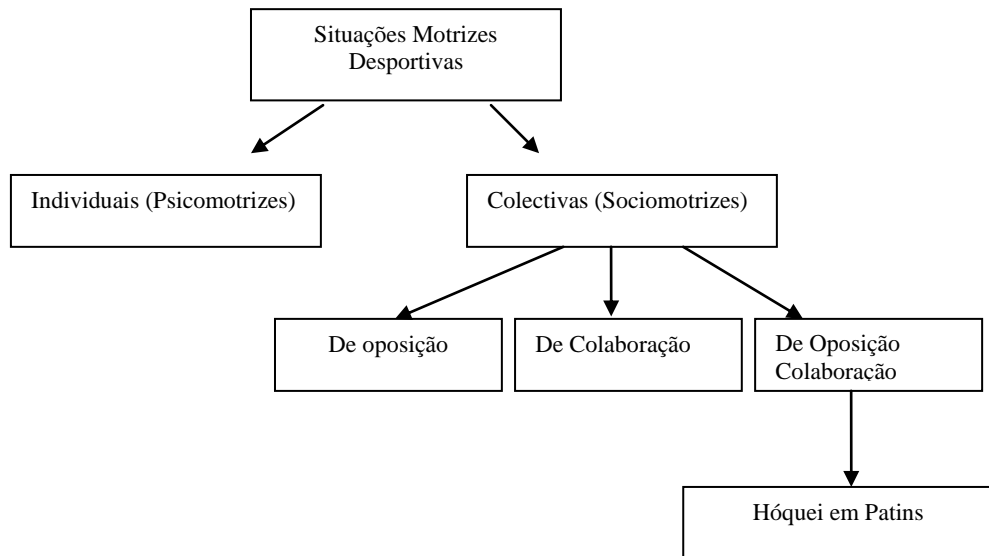 Situações Motrizes
Desportivas
Individuais (Psicomotrizes)
Colectivas (Sociomotrizes)
De oposição
De Colaboração
De Oposição
Colaboração
Hóquei em Patins